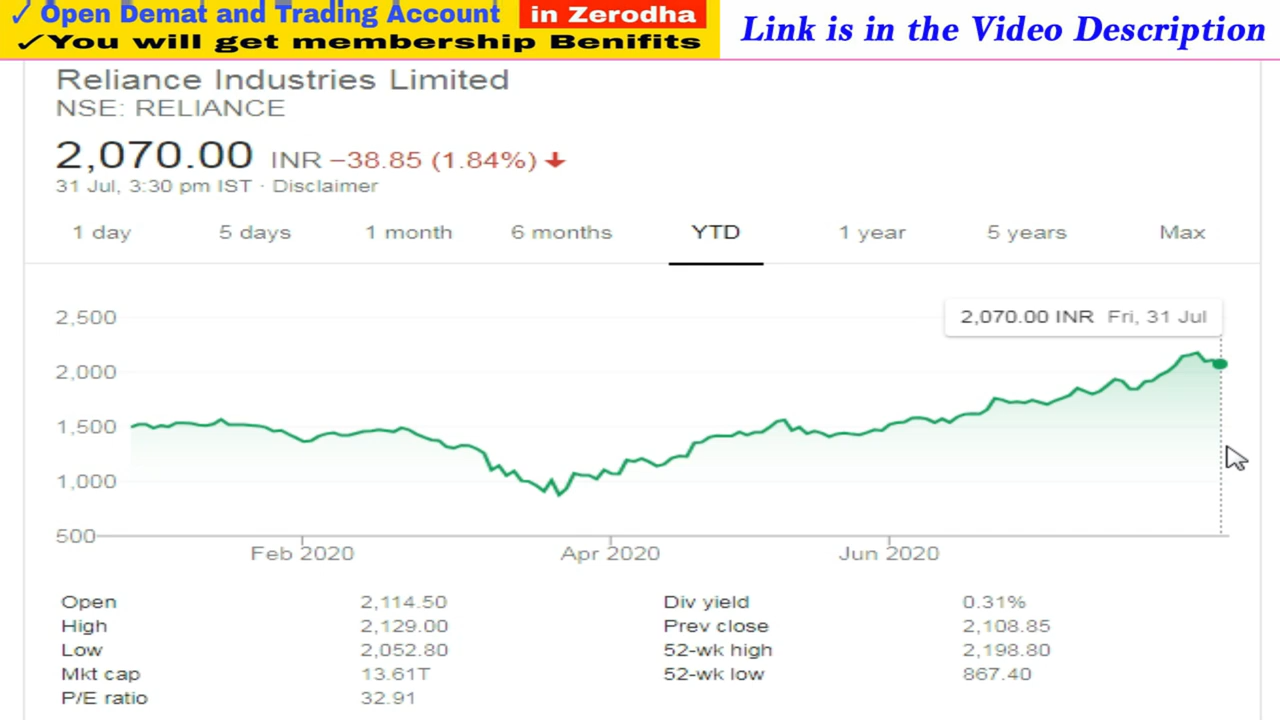 ✓ Open Demat and Trading Account in Zerodha
✓You will get membership Benifits
Link is in the Video Description
Reliance Industries Limited
NSE: RELIANCE
2,070.00 INR −38.85 (1.84%) ↓
31 Jul, 3:30 pm IST · Disclaimer
1 day 5 days 1 month 6 months YTD 1 year 5 years Max
2,070.00 INR Fri, 31 Jul
2,500
2,000
1,500
1,000
500
Feb 2020 Apr 2020 Jun 2020
Open 2,114.50 Div yield 0.31%
High 2,129.00 Prev close 2,108.85
Low 2,052.80 52-wk high 2,198.80
Mkt cap 13.61T 52-wk low 867.40
P/E ratio 32.91